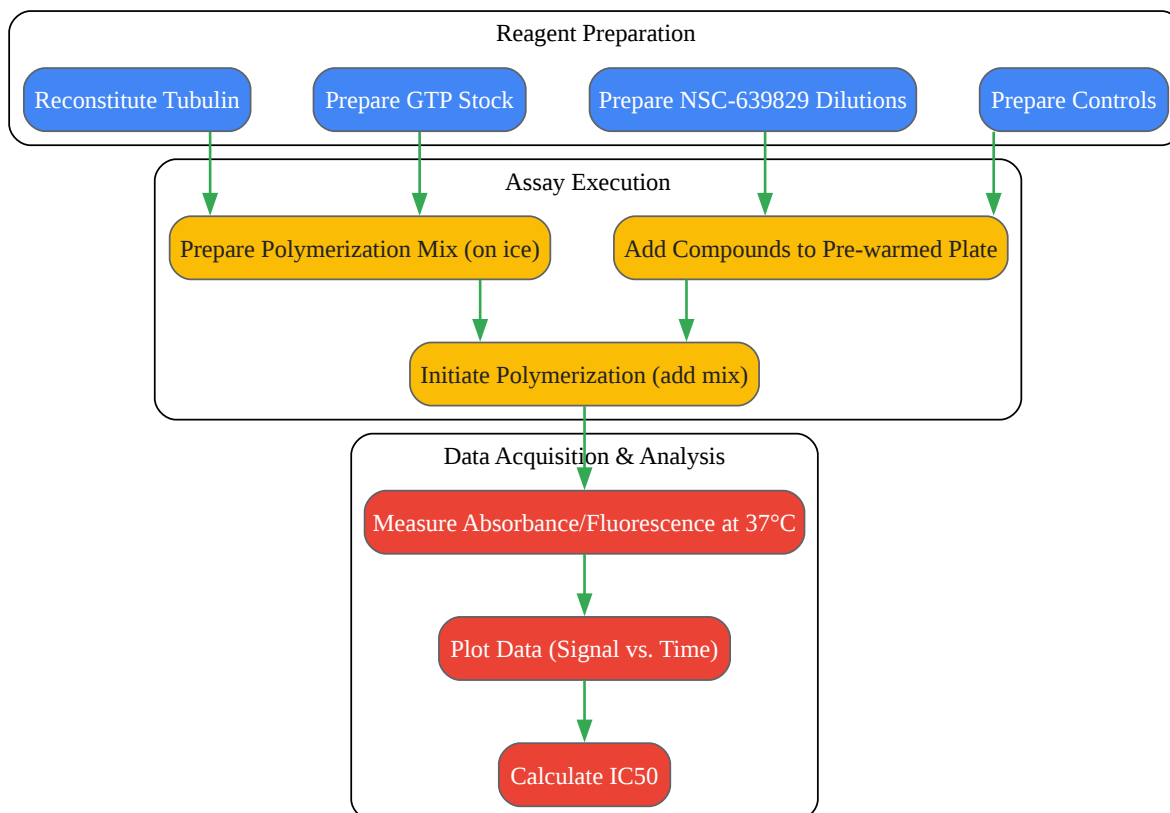 Reagent Preparation
Reconstitute Tubulin
Prepare GTP Stock
Prepare NSC-639829 Dilutions
Prepare Controls
Assay Execution
Prepare Polymerization Mix (on ice)
Add Compounds to Pre-warmed Plate
Initiate Polymerization (add mix)
Data Acquisition & Analysis
Measure Absorbance/Fluorescence at 37°C
Plot Data (Signal vs. Time)
Calculate IC50